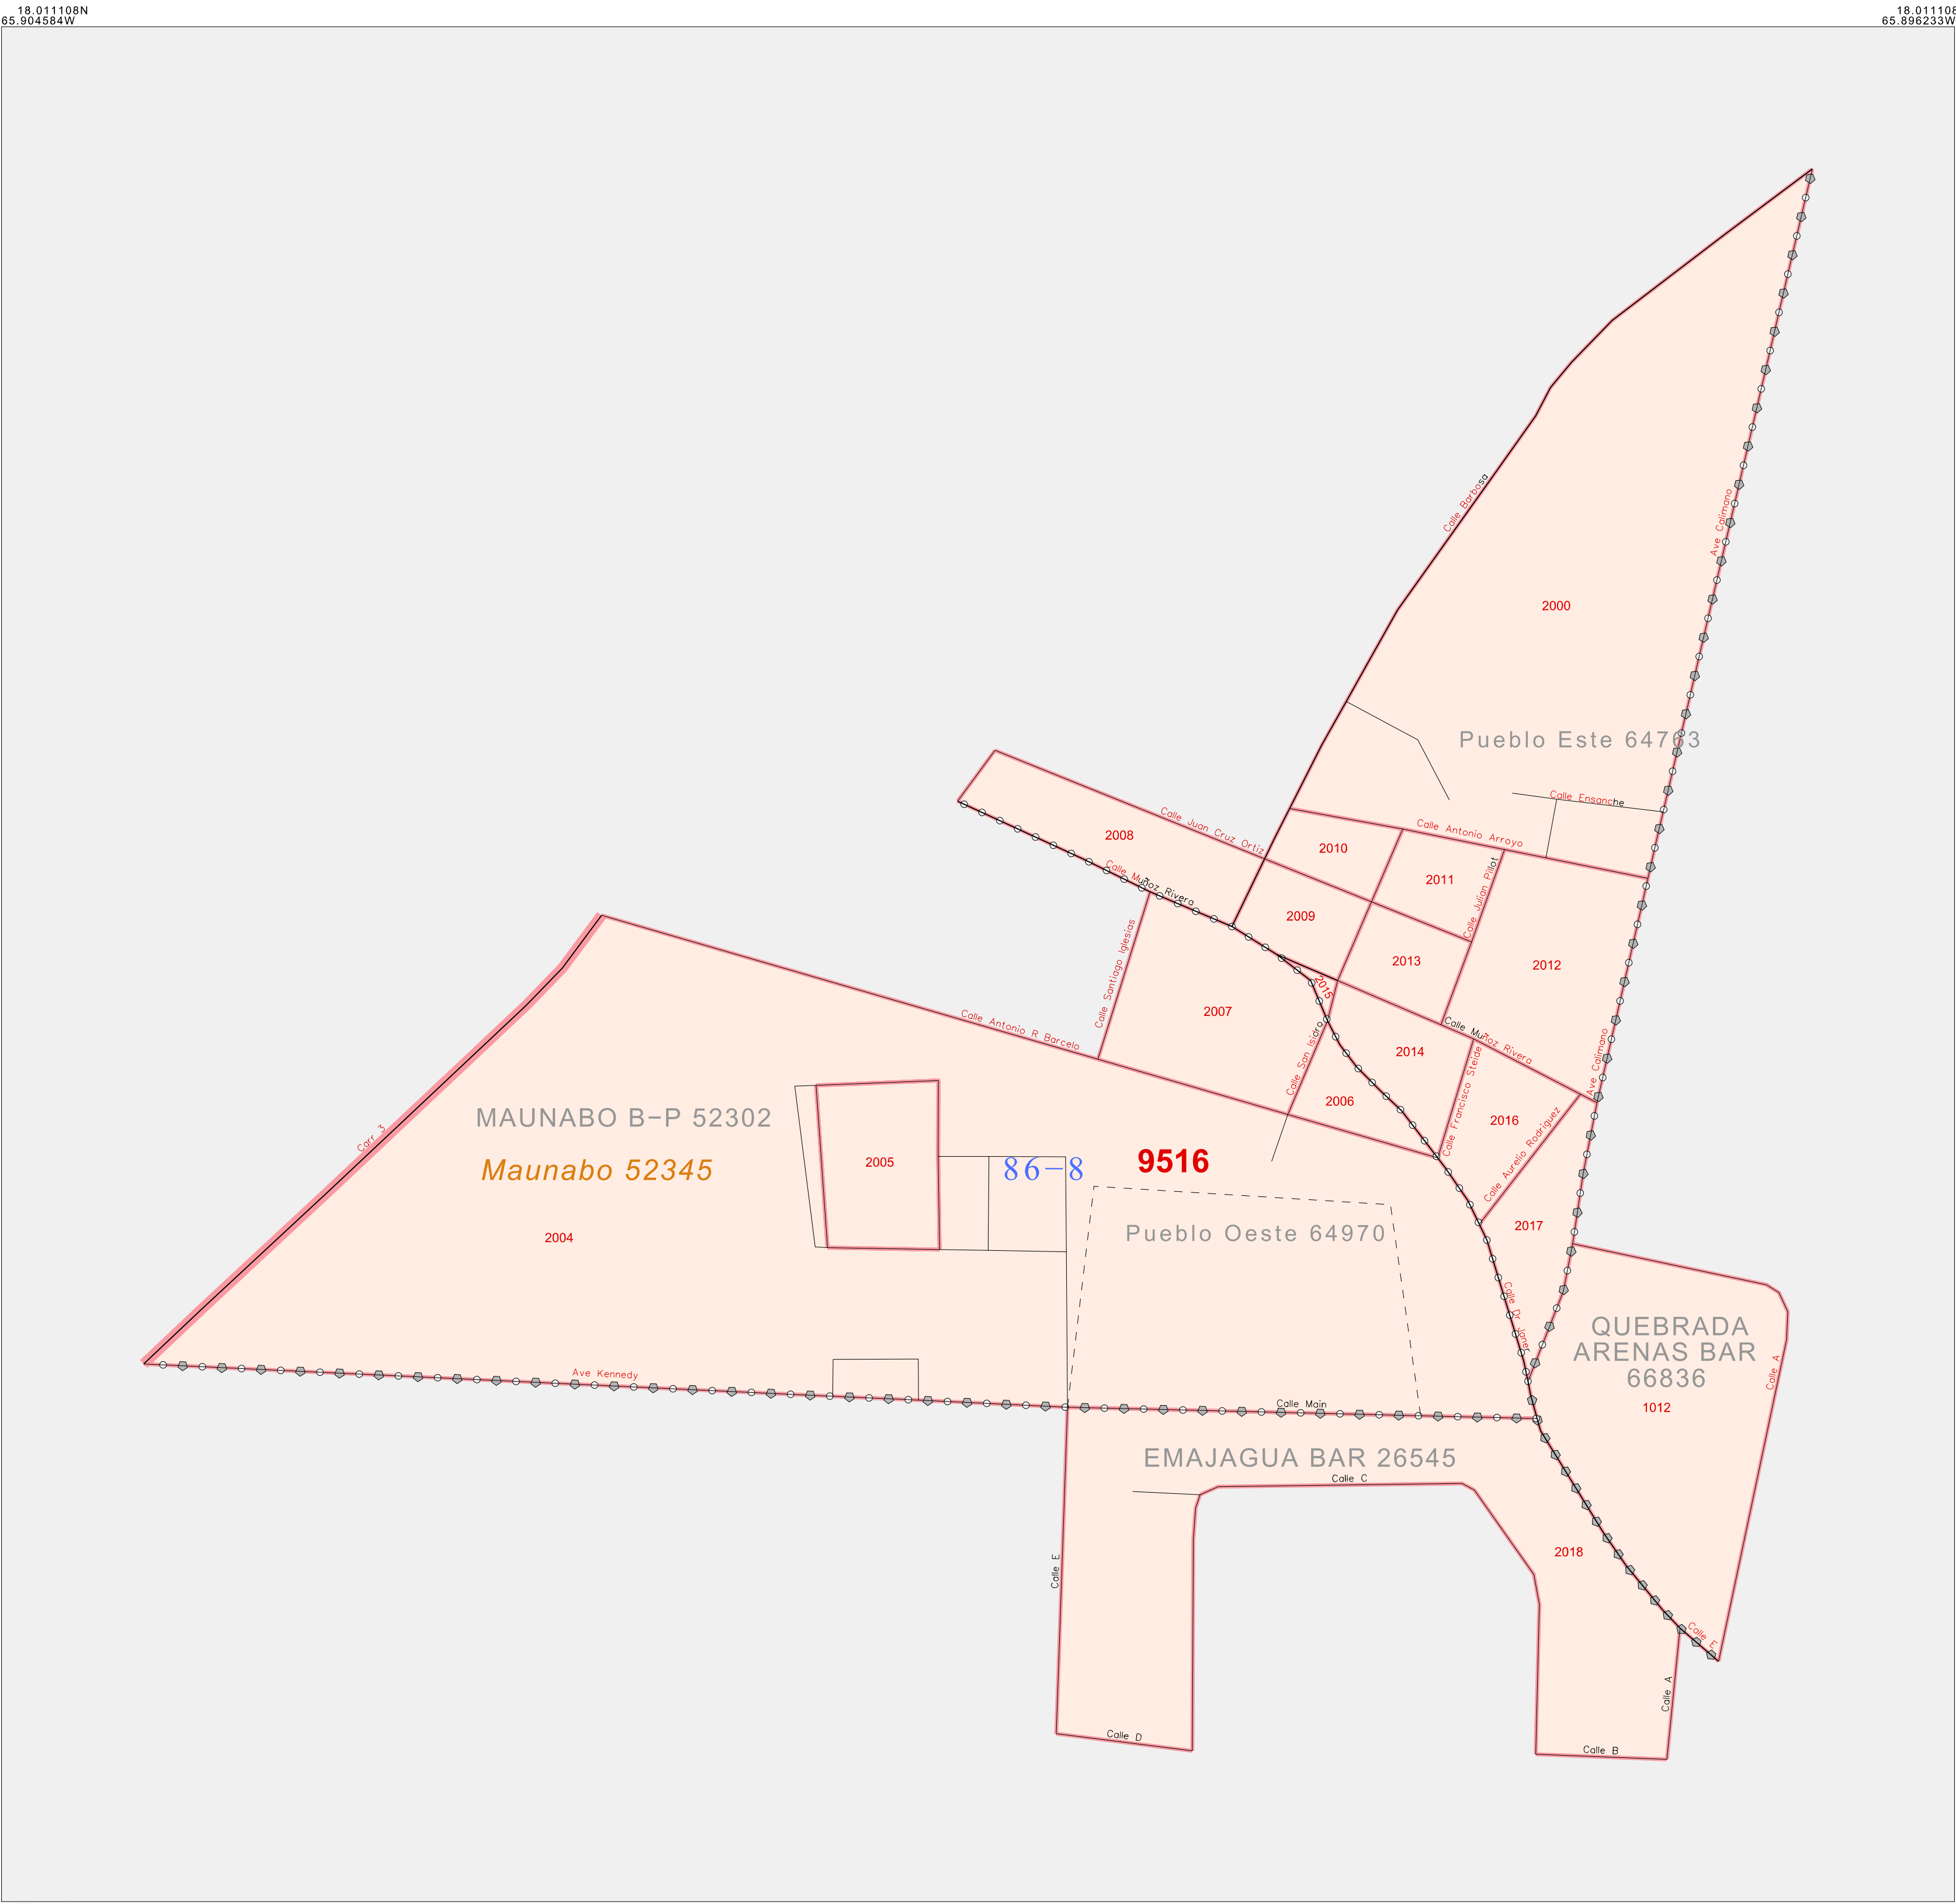 18.011108N
65.904584W
18.011108
65.896233W
Calle Barbosa
Ave Calimano
2000
Pueblo Este 64763
Calle Ensanche
Calle Juan Cruz Ortiz
Calle Antonio Arroyo
2008
2010
2011
Calle Julian Pillot
Calle Muñoz Rivera
2009
2013
2012
Calle Santiago Iglesias
2015
2007
Calle Antonio R Barcelo
Calle San Isidro
Calle Muñoz Rivera
2014
Calle Francisco Steide
Ave Calimano
2006
2016
Calle Aurelio Rodriguez
MAUNABO B-P 52302
Carr 3
Maunabo 52345
2005
86-8
9516
2004
Pueblo Oeste 64970
2017
Calle Dr Janer
QUEBRADA
ARENAS BAR
66836
Calle A
1012
Ave Kennedy
Calle Main
EMAJAGUA BAR 26545
Calle C
2018
Calle E
Calle E
Calle A
Calle D
Calle B